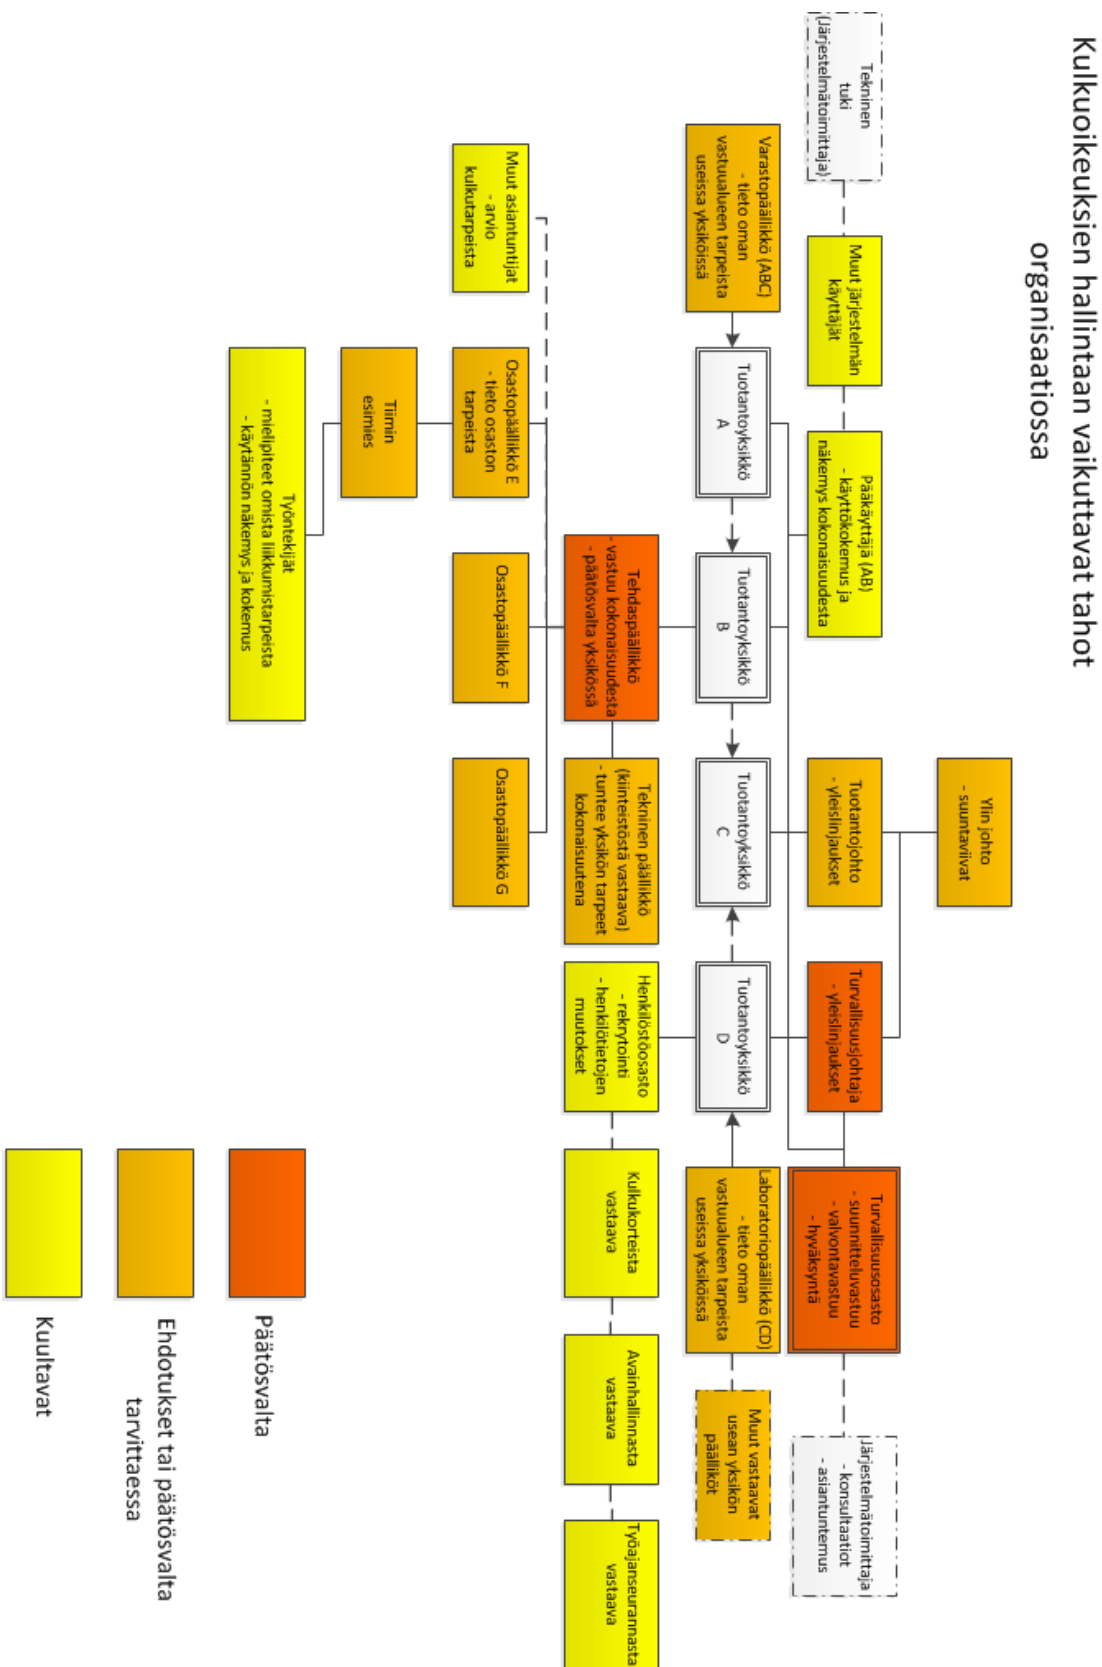 Kulkuoikeuksien hallintaan vaikuttavat tahot
organisaatiossa
Ylin johto
- suuntaviivat
Tekninen
tuki
(Järjestelmätoimittaja)
Muut järjestelmän
käyttäjät
Pääkäyttäjä (AB)
- käyttökokemus ja
näkemys kokonaisuudesta
Tuotantojohto
- yleislinjaukset
Turvallisuusjohtaja
- yleislinjaukset
Turvallisuusosasto
- suunnitteluvastuu
- valvontavastuu
- hyväksyntä
Järjestelmätoimittaja
- konsultaatiot
- asiantuntemus
Varastopäällikkö (ABC)
- tieto oman
vastuualueen tarpeista
useissa yksiköissä
Tuotantoyksikkö
A
Tuotantoyksikkö
B
Tuotantoyksikkö
C
Tuotantoyksikkö
D
Laboratoriopäällikkö (CD)
- tieto oman
vastuualueen tarpeista
useissa yksiköissä
Muut vastaavat
usean yksikön
päälliköt
Tehdaspäällikkö
- vastuu kokonaisuudesta
- päätösvalta yksikössä
Tekninen päällikkö
(kiinteistöstä vastaava)
- tuntee yksikön tarpeet
kokonaisuutena
Henkilöstöosasto
- rekrytointi
- henkilötietojen
muutokset
Kulkukorteista
vastaava
Avainhallinnasta
vastaava
Työajanseurannasta
vastaava
Muut asiantuntijat
- arvio
kulkutarpeista
Osastopäällikkö E
- tieto osaston
tarpeista
Osastopäällikkö F
Osastopäällikkö G
Tiimin
esimies
Työntekijät
- mielipiteet omista liikkumistarpeista
- käytännön näkemys ja kokemus
Päätösvalta
Ehdotukset tai päätösvalta
tarvittaessa
Kuultavat